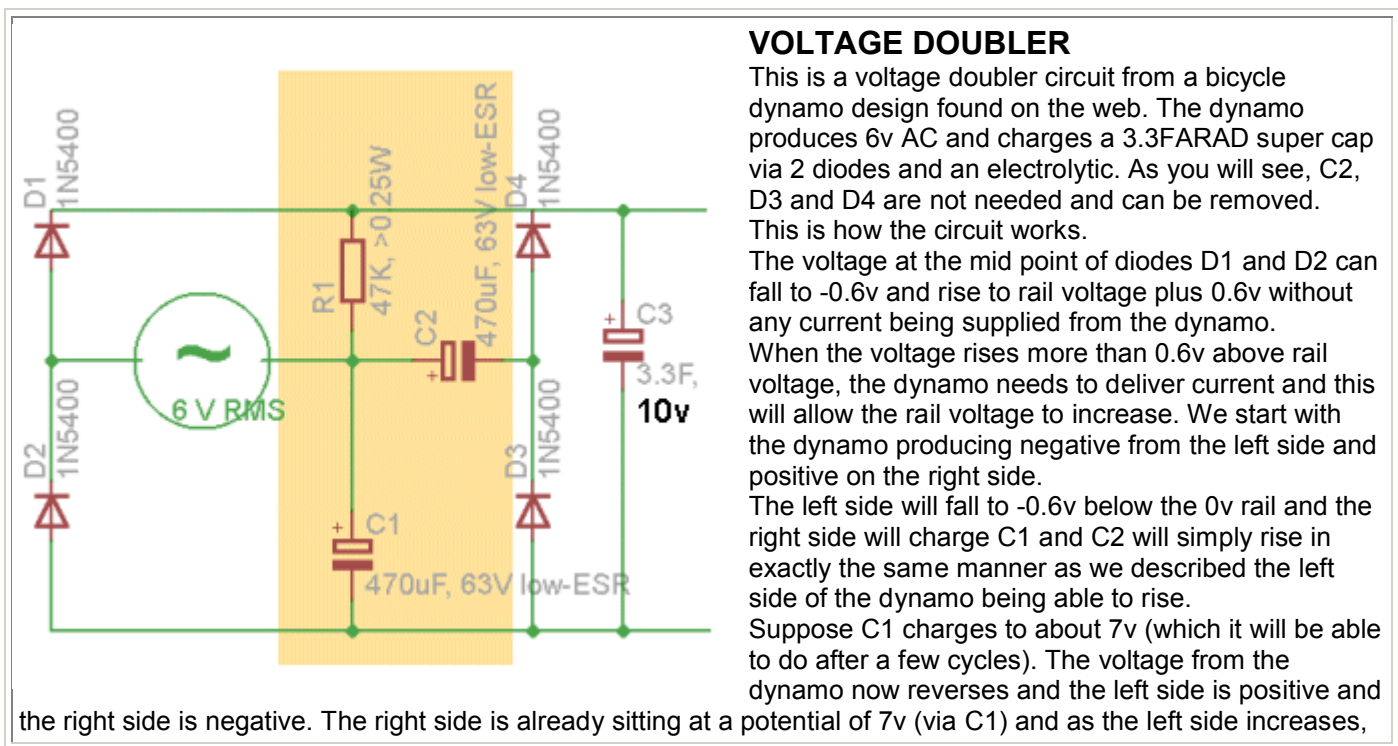 VOLTAGE DOUBLER
This is a voltage doubler circuit from a bicycle
dynamo design found on the web. The dynamo
produces 6v AC and charges a 3.3FARAD super cap
via 2 diodes and an electrolytic. As you will see, C2,
D3 and D4 are not needed and can be removed.
This is how the circuit works.
The voltage at the mid point of diodes D1 and D2 can
fall to -0.6v and rise to rail voltage plus 0.6v without
any current being supplied from the dynamo.
When the voltage rises more than 0.6v above rail
voltage, the dynamo needs to deliver current and this
will allow the rail voltage to increase. We start with
the dynamo producing negative from the left side and
positive on the right side.
The left side will fall to -0.6v below the 0v rail and the
right side will charge C1 and C2 will simply rise in
exactly the same manner as we described the left
side of the dynamo being able to rise.
Suppose C1 charges to about 7v (which it will be able
to do after a few cycles). The voltage from the
dynamo now reverses and the left side is positive and
the right side is negative. The right side is already sitting at a potential of 7v (via C1) and as the left side increases,
D1
1N5400
D2
1N5400
6 V RMS
R1
47K, >0.25W
C2
470uF, 63V low-ESR
D4
1N5400
D3
1N5400
+
+
C1
470uF, 63V low-ESR
+
C3
3.3F,
10v